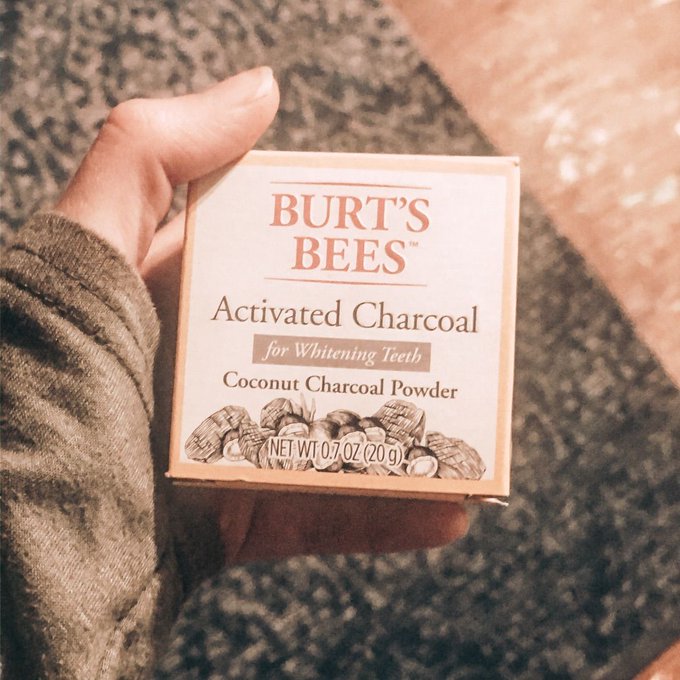 BURT'S
BEES™
Activated Charcoal
for Whitening Teeth
Coconut Charcoal Powder
NET WT 0.7 OZ (20 g)